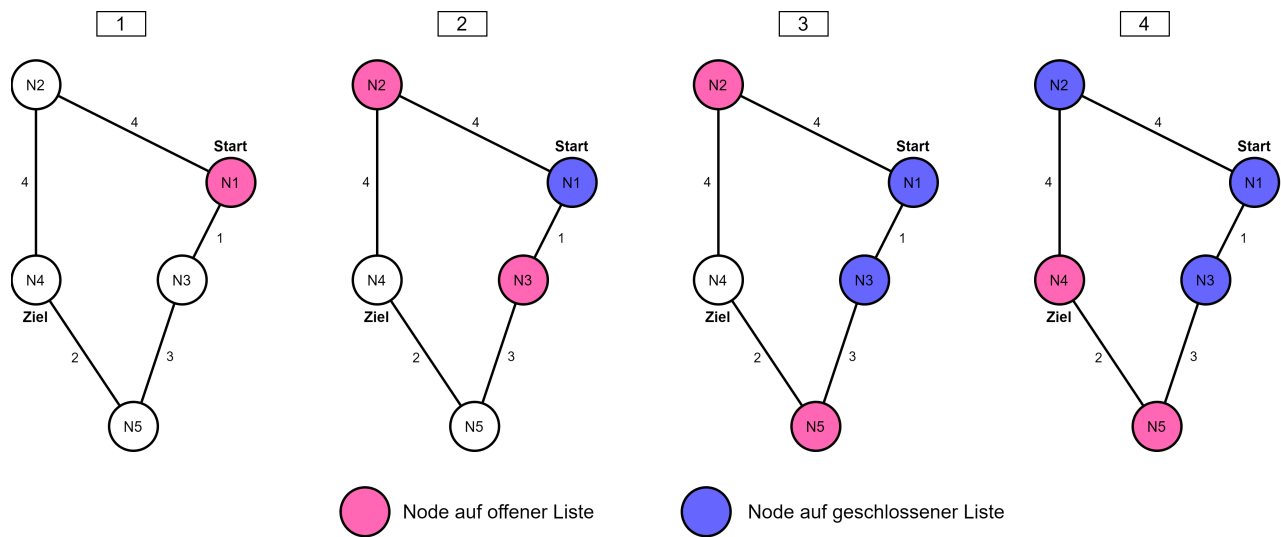 1
2
3
4
N2
4
Start
N1
4
1
N4
N3
Ziel
2
3
N5
N2
4
Start
N1
4
1
N4
N3
Ziel
2
3
N5
N2
4
Start
N1
4
1
N4
N3
Ziel
2
3
N5
N2
4
Start
N1
4
1
N4
N3
Ziel
2
3
N5
Node auf offener Liste
Node auf geschlossener Liste